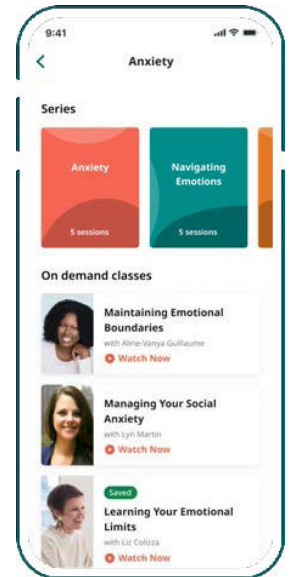 9:41
Anxiety
Series
Anxiety
5 sessions
Navigating
Emotions
5 sessions
On demand classes
Maintaining Emotional
Boundaries
with Aline-Vanya Guillaume
Watch Now
Managing Your Social
Anxiety
with Lyn Martin
Watch Now
Saved
Learning Your Emotional
Limits
with Liz Colizza
Watch Now